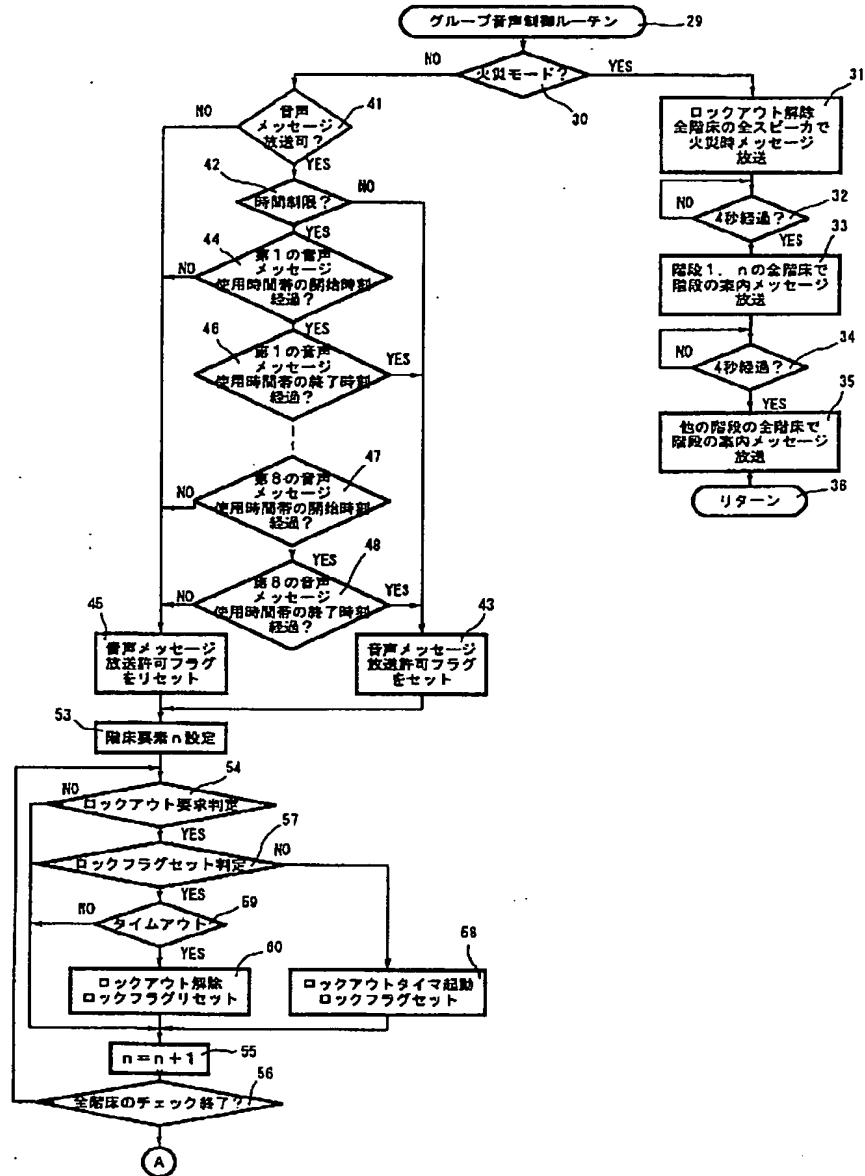 グループ音声制御ルーチン
29
NO
火災モード?
YES
30
31
ロックアウト解除
全階床の全スピーカで
火災時メッセージ
放送
NO
4秒経過?
32
YES
33
階段1.nの全階床で
階段の案内メッセージ
放送
NO
4秒経過?
34
YES
35
他の階段の全階床で
階段の案内メッセージ
放送
リターン
36
NO
音声
メッセージ
放送可?
41
YES
42
時間制限?
NO
YES
44
NO
第1の音声
メッセージ
使用時間帯の開始時刻
経過?
YES
46
第1の音声
メッセージ
使用時間帯の終了時刻
経過?
YES
47
NO
第8の音声
メッセージ
使用時間帯の開始時刻
経過?
YES
48
NO
第8の音声
メッセージ
使用時間帯の終了時刻
経過?
YES
45
音声メッセージ
放送許可フラグ
をリセット
43
音声メッセージ
放送許可フラグ
をセット
53
階床要素n設定
54
NO
ロックアウト要求判定
YES
57
ロックフラグセット判定
NO
YES
NO
タイムアウト
59
YES
60
ロックアウト解除
ロックフラグリセット
58
ロックアウトタイマ起動
ロックフラグセット
n=n+1
55
全階床のチェック終了?
56
A